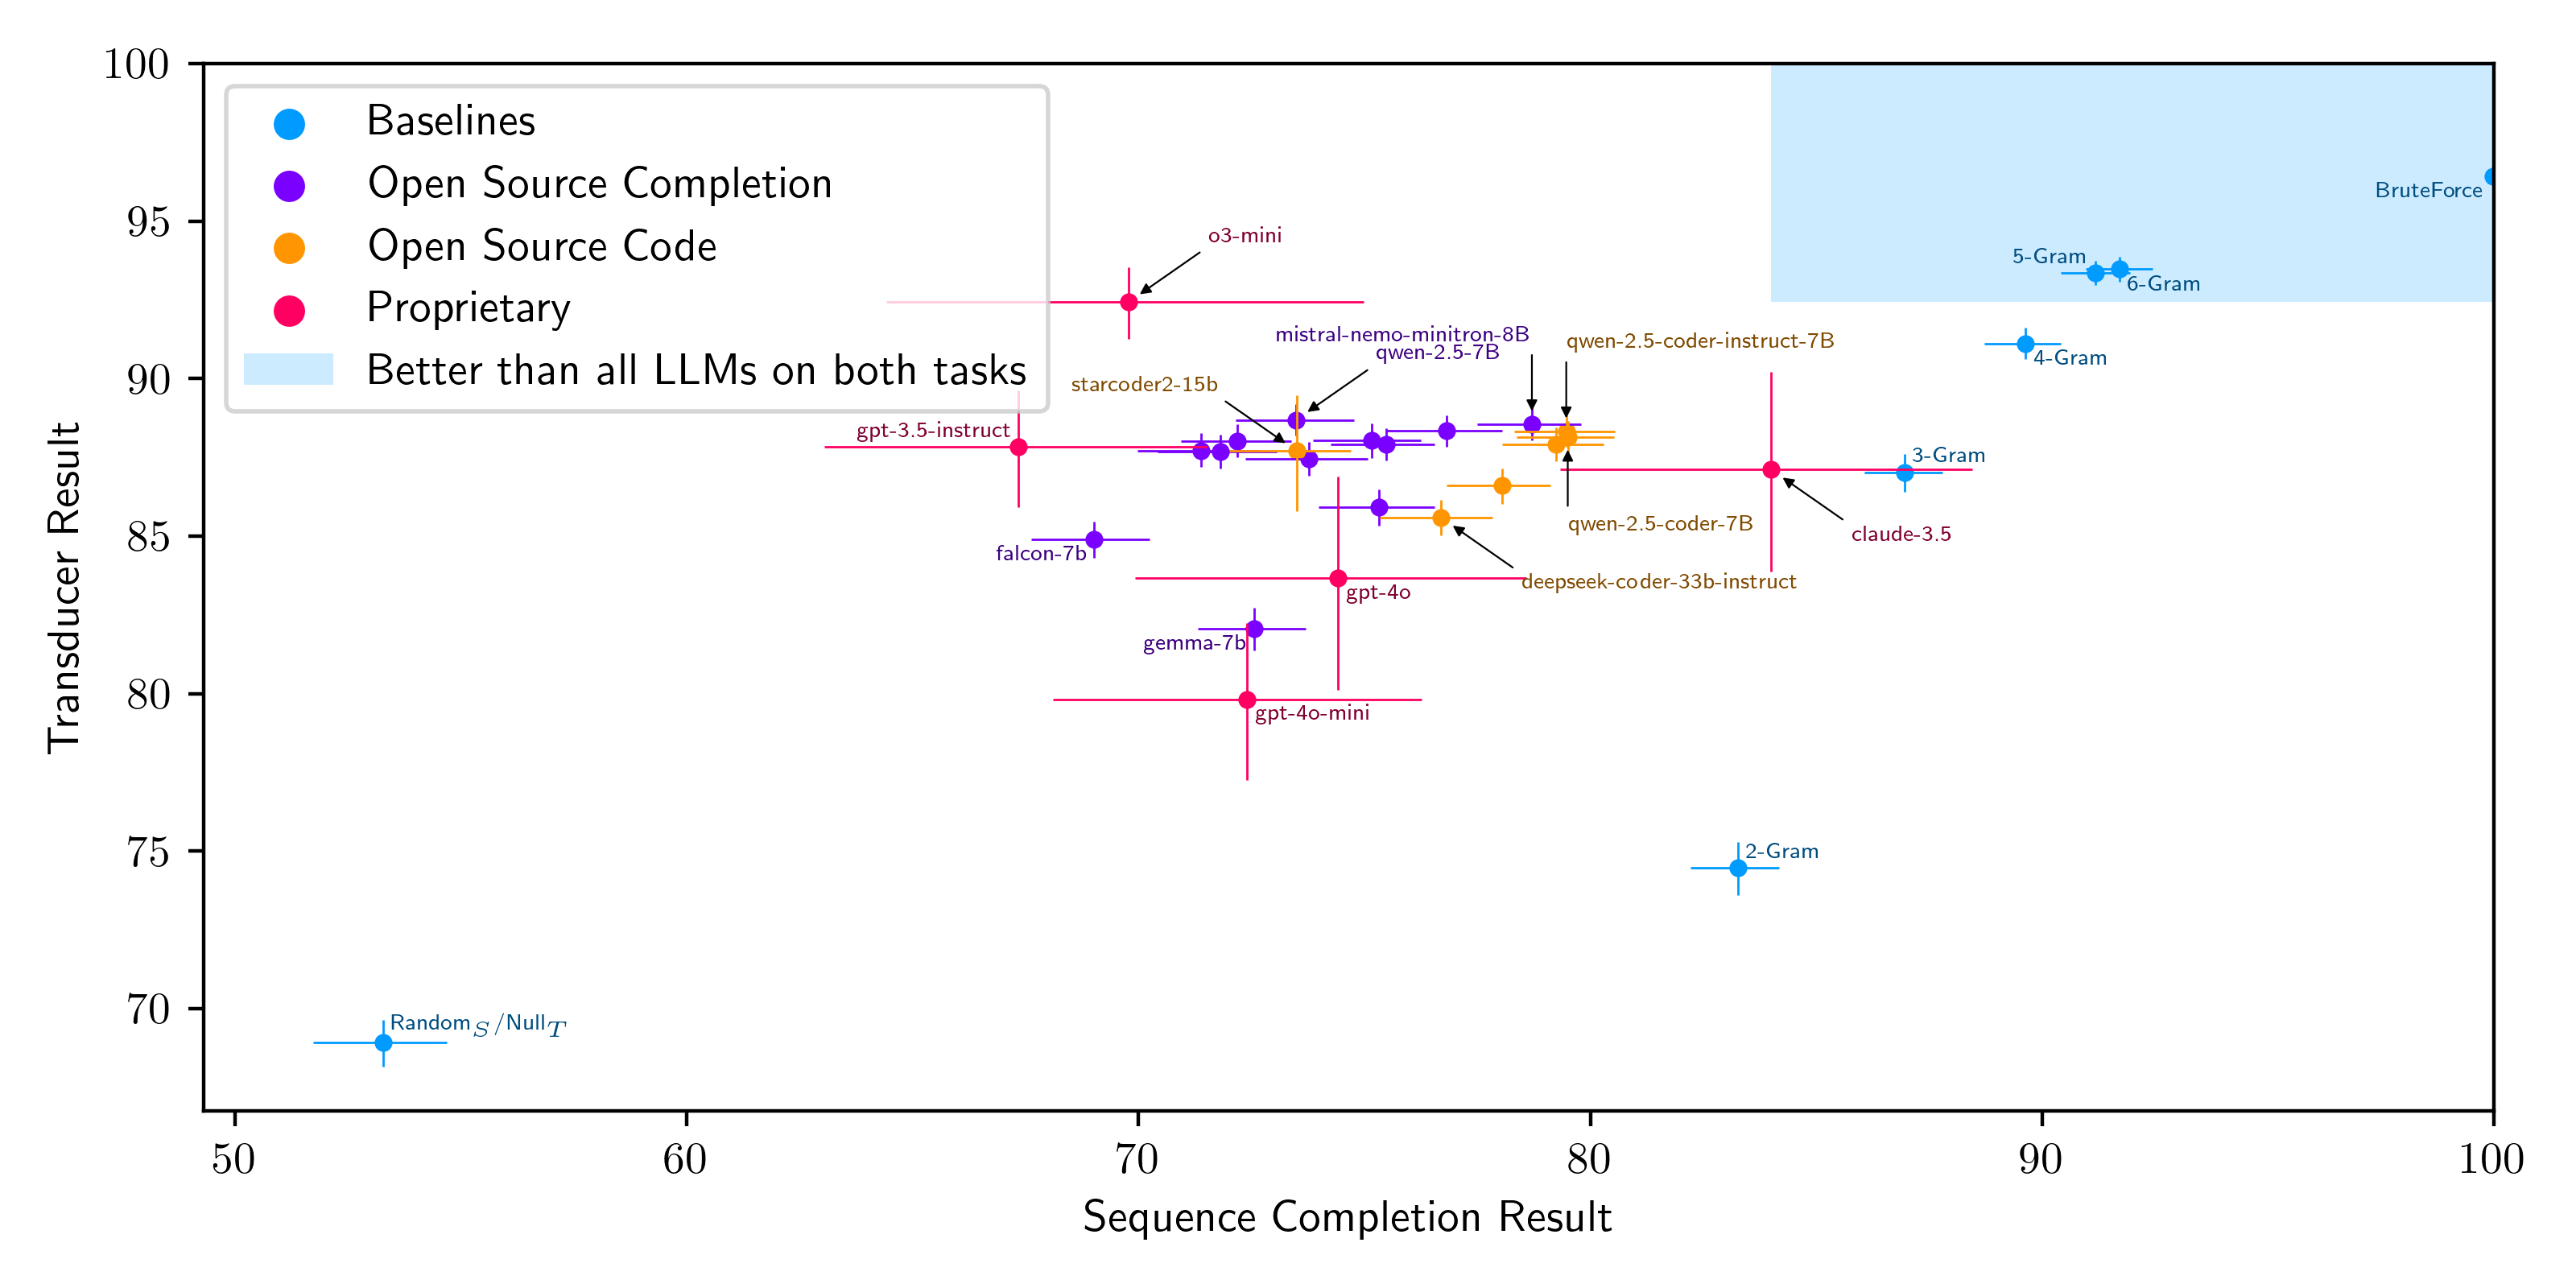 100
95
90
85
80
75
70
Transducer Result
Baselines
Open Source Completion
Open Source Code
Proprietary
Better than all LLMs on both tasks
BruteForce
o3-mini
5-Gram
6-Gram
mistral-nemo-minitron-8B
qwen-2.5-coder-instruct-7B
qwen-2.5-7B
4-Gram
starcoder2-15b
gpt-3.5-instruct
3-Gram
qwen-2.5-coder-7B
claude-3.5
falcon-7b
deepseek-coder-33b-instruct
gpt-4o
gemma-7b
gpt-4o-mini
2-Gram
Random_S/Null_T
50 60 70 80 90 100
Sequence Completion Result